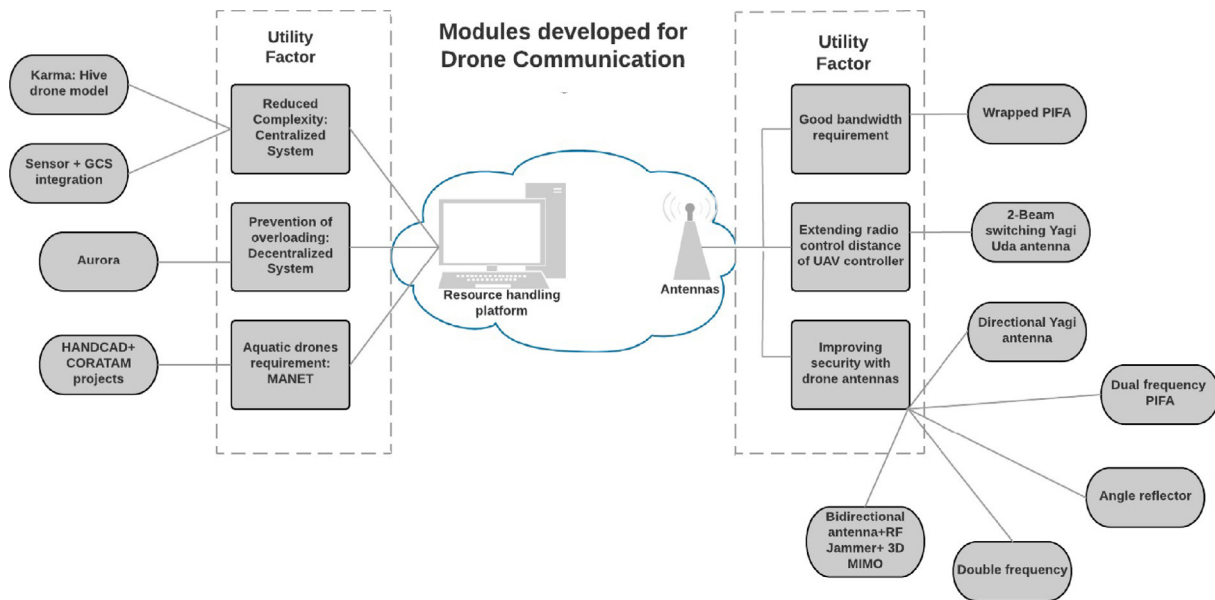 Modules developed for
Drone Communication
Utility
Factor
Karma: Hive
drone model
Sensor + GCS
integration
Reduced
Complexity:
Centralized
System
Aurora
Prevention of
overloading:
Decentralized
System
HANDCAD+
CORATAM
projects
Aquatic drones
requirement:
MANET
Resource handling
platform
Antennas
Utility
Factor
Good bandwidth
requirement
Wrapped PIFA
Extending radio
control distance
of UAV controller
2-Beam
switching Yagi
Uda antenna
Improving
security with
drone antennas
Directional Yagi
antenna
Dual frequency
PIFA
Angle reflector
Double frequency
Bidirectional
antenna+RF
Jammer+ 3D
MIMO